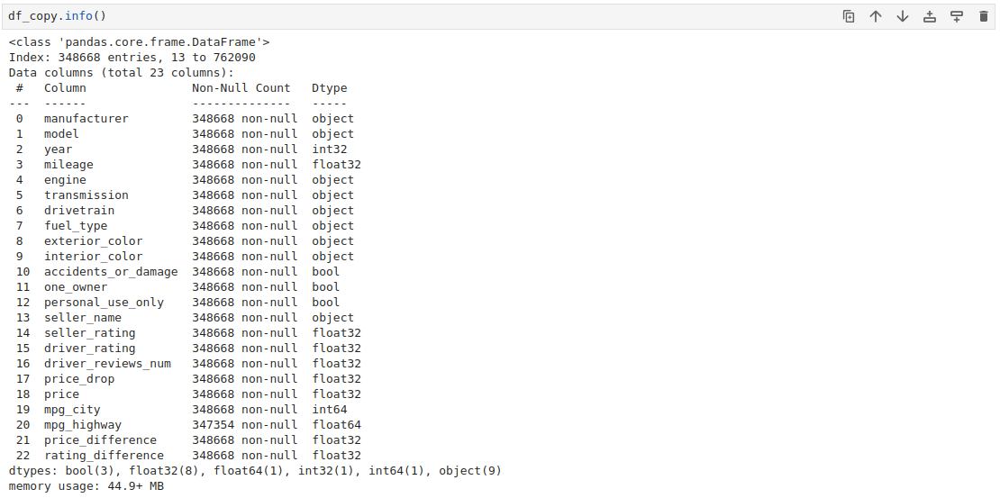 df_copy.info()
<class 'pandas.core.frame.DataFrame'>
Index: 348668 entries, 13 to 762090
Data columns (total 23 columns):
 #   Column               Non-Null Count   Dtype
---  ------               --------------   -----
 0   manufacturer         348668 non-null  object
 1   model                348668 non-null  object
 2   year                 348668 non-null  int32
 3   mileage              348668 non-null  float32
 4   engine               348668 non-null  object
 5   transmission         348668 non-null  object
 6   drivetrain           348668 non-null  object
 7   fuel_type            348668 non-null  object
 8   exterior_color       348668 non-null  object
 9   interior_color       348668 non-null  object
 10  accidents_or_damage  348668 non-null  bool
 11  one_owner            348668 non-null  bool
 12  personal_use_only    348668 non-null  bool
 13  seller_name          348668 non-null  object
 14  seller_rating        348668 non-null  float32
 15  driver_rating        348668 non-null  float32
 16  driver_reviews_num   348668 non-null  float32
 17  price_drop           348668 non-null  float32
 18  price                348668 non-null  float32
 19  mpg_city             348668 non-null  int64
 20  mpg_highway          347354 non-null  float64
 21  price_difference     348668 non-null  float32
 22  rating_difference    348668 non-null  float32
dtypes: bool(3), float32(8), float64(1), int32(1), int64(1), object(9)
memory usage: 44.9+ MB